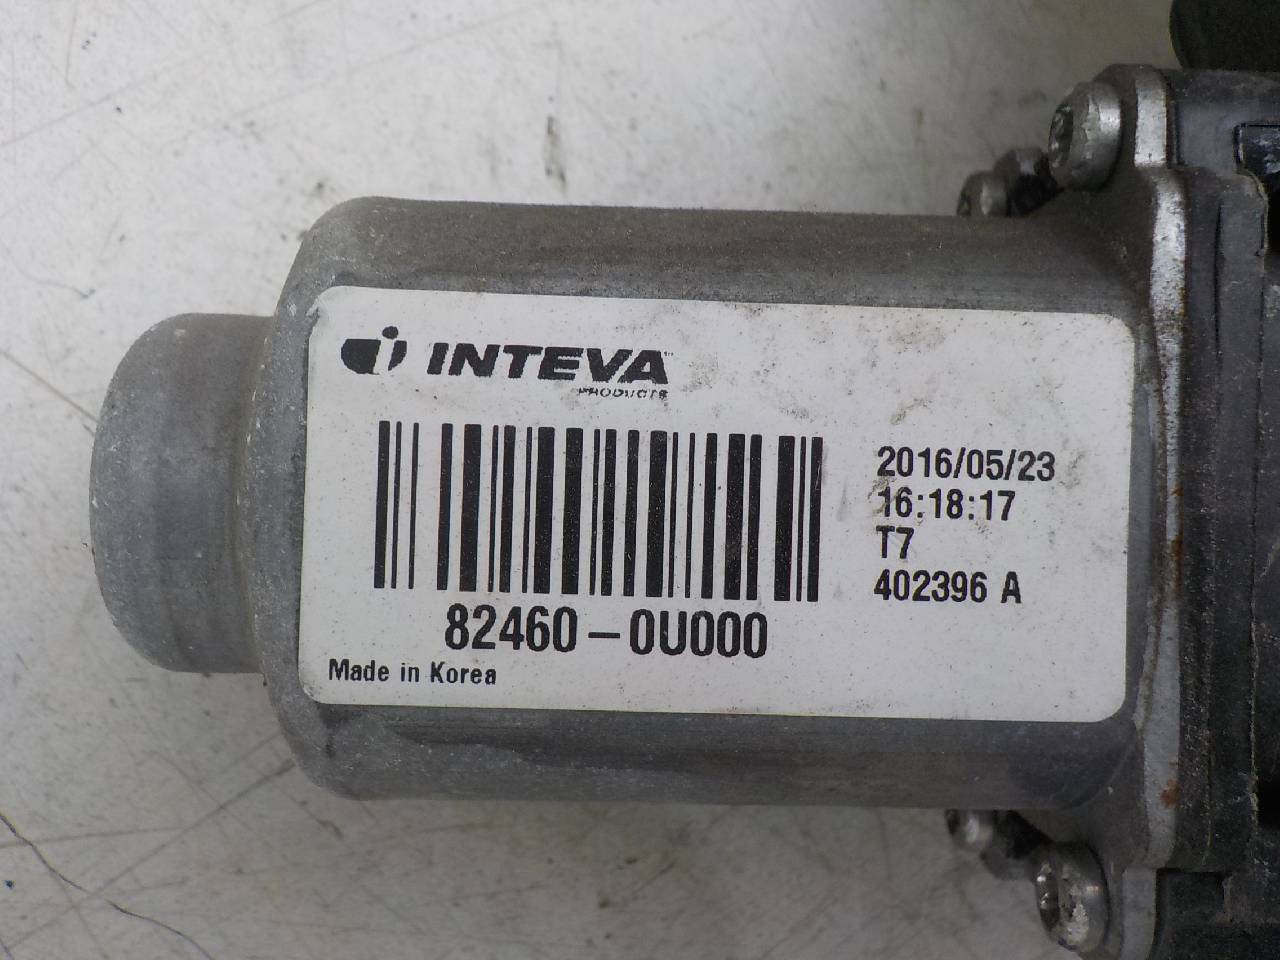 INTEVA
PRODUCTS
2016/05/23
16:18:17
T7
402396 A
82460-0U000
Made in Korea